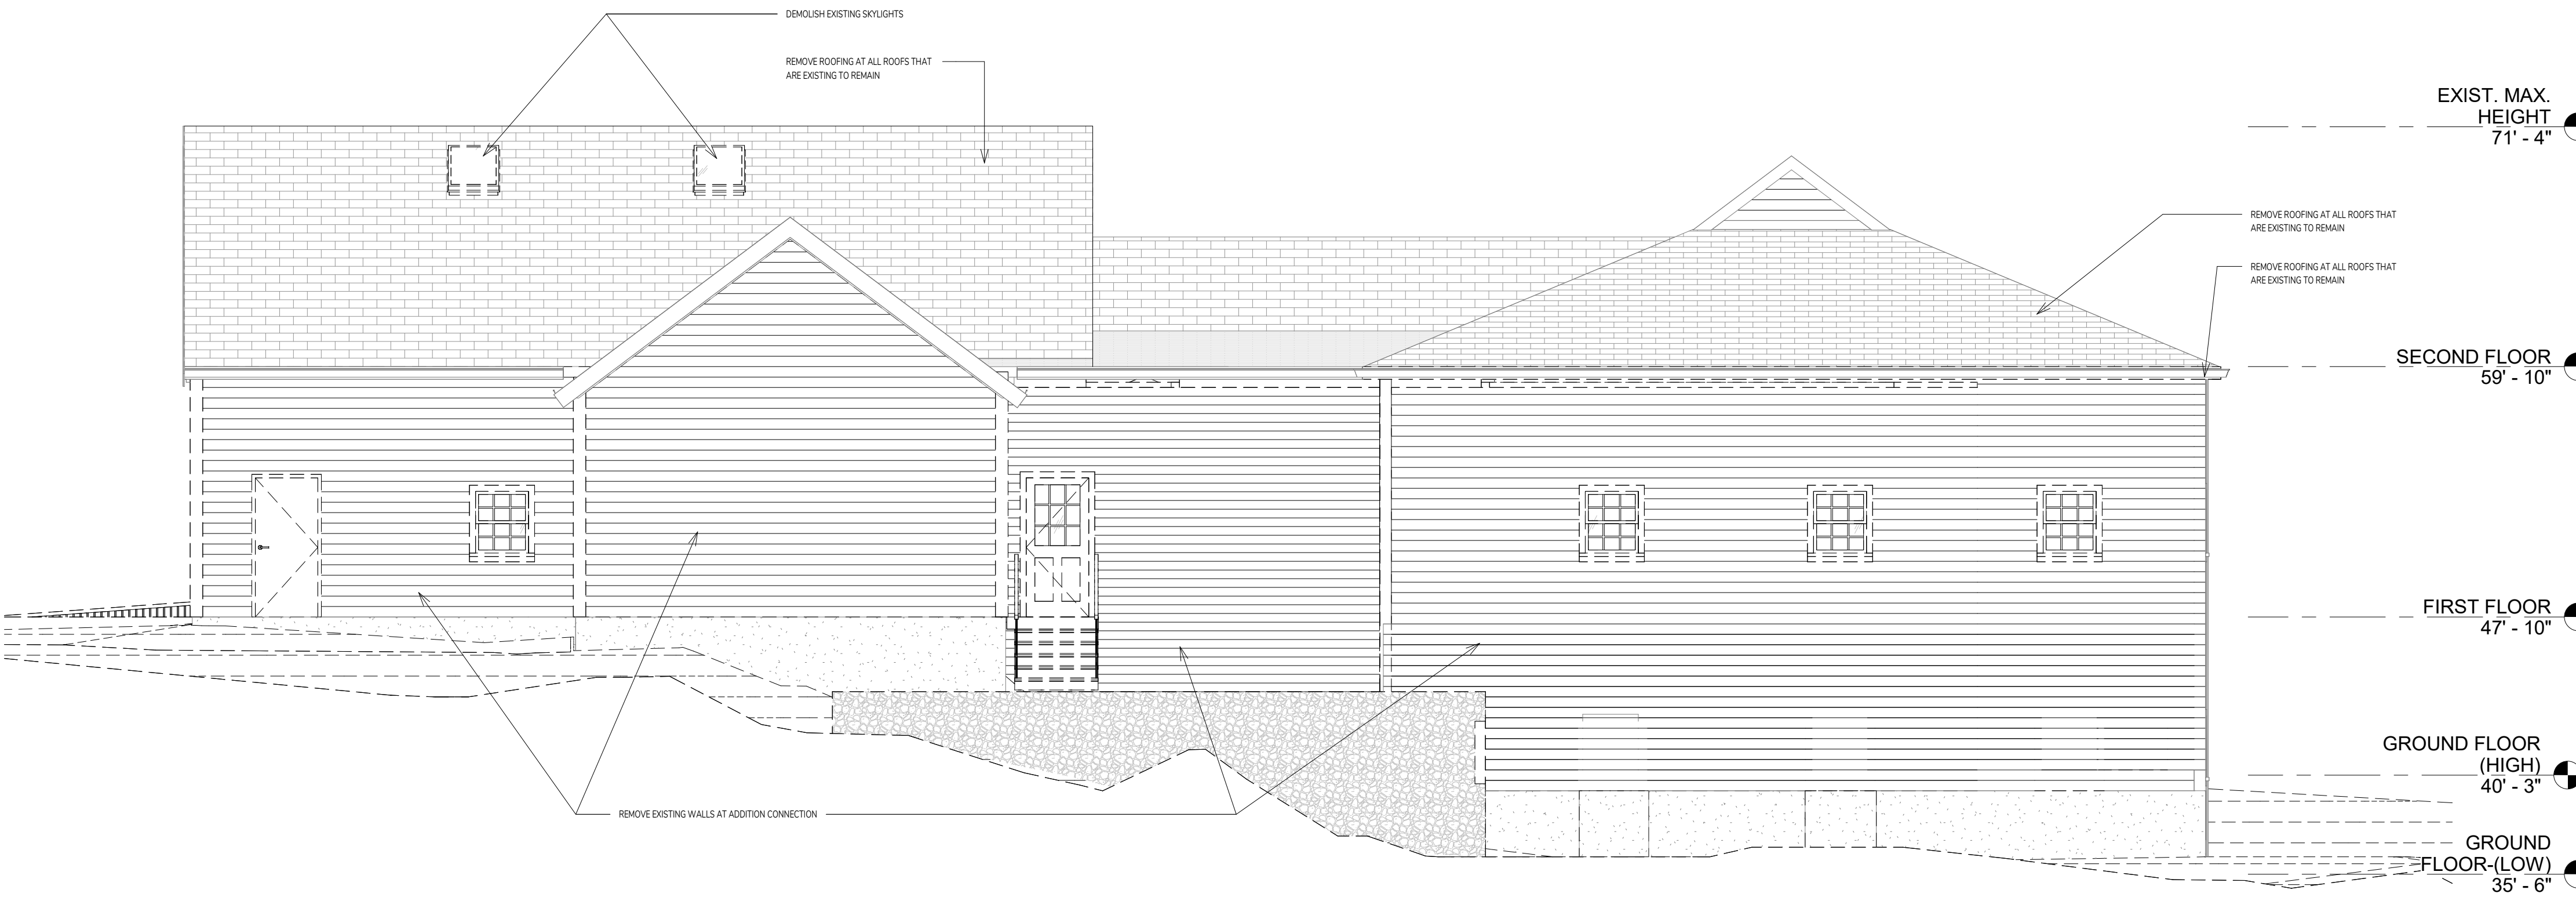 DEMOLISH EXISTING SKYLIGHTS
REMOVE ROOFING AT ALL ROOFS THAT
ARE EXISTING TO REMAIN
EXIST. MAX.
HEIGHT
71' - 4"
REMOVE ROOFING AT ALL ROOFS THAT
ARE EXISTING TO REMAIN
REMOVE ROOFING AT ALL ROOFS THAT
ARE EXISTING TO REMAIN
SECOND FLOOR
59' - 10"
FIRST FLOOR
47' - 10"
GROUND FLOOR
(HIGH)
40' - 3"
REMOVE EXISTING WALLS AT ADDITION CONNECTION
GROUND
FLOOR-(LOW)
35' - 6"